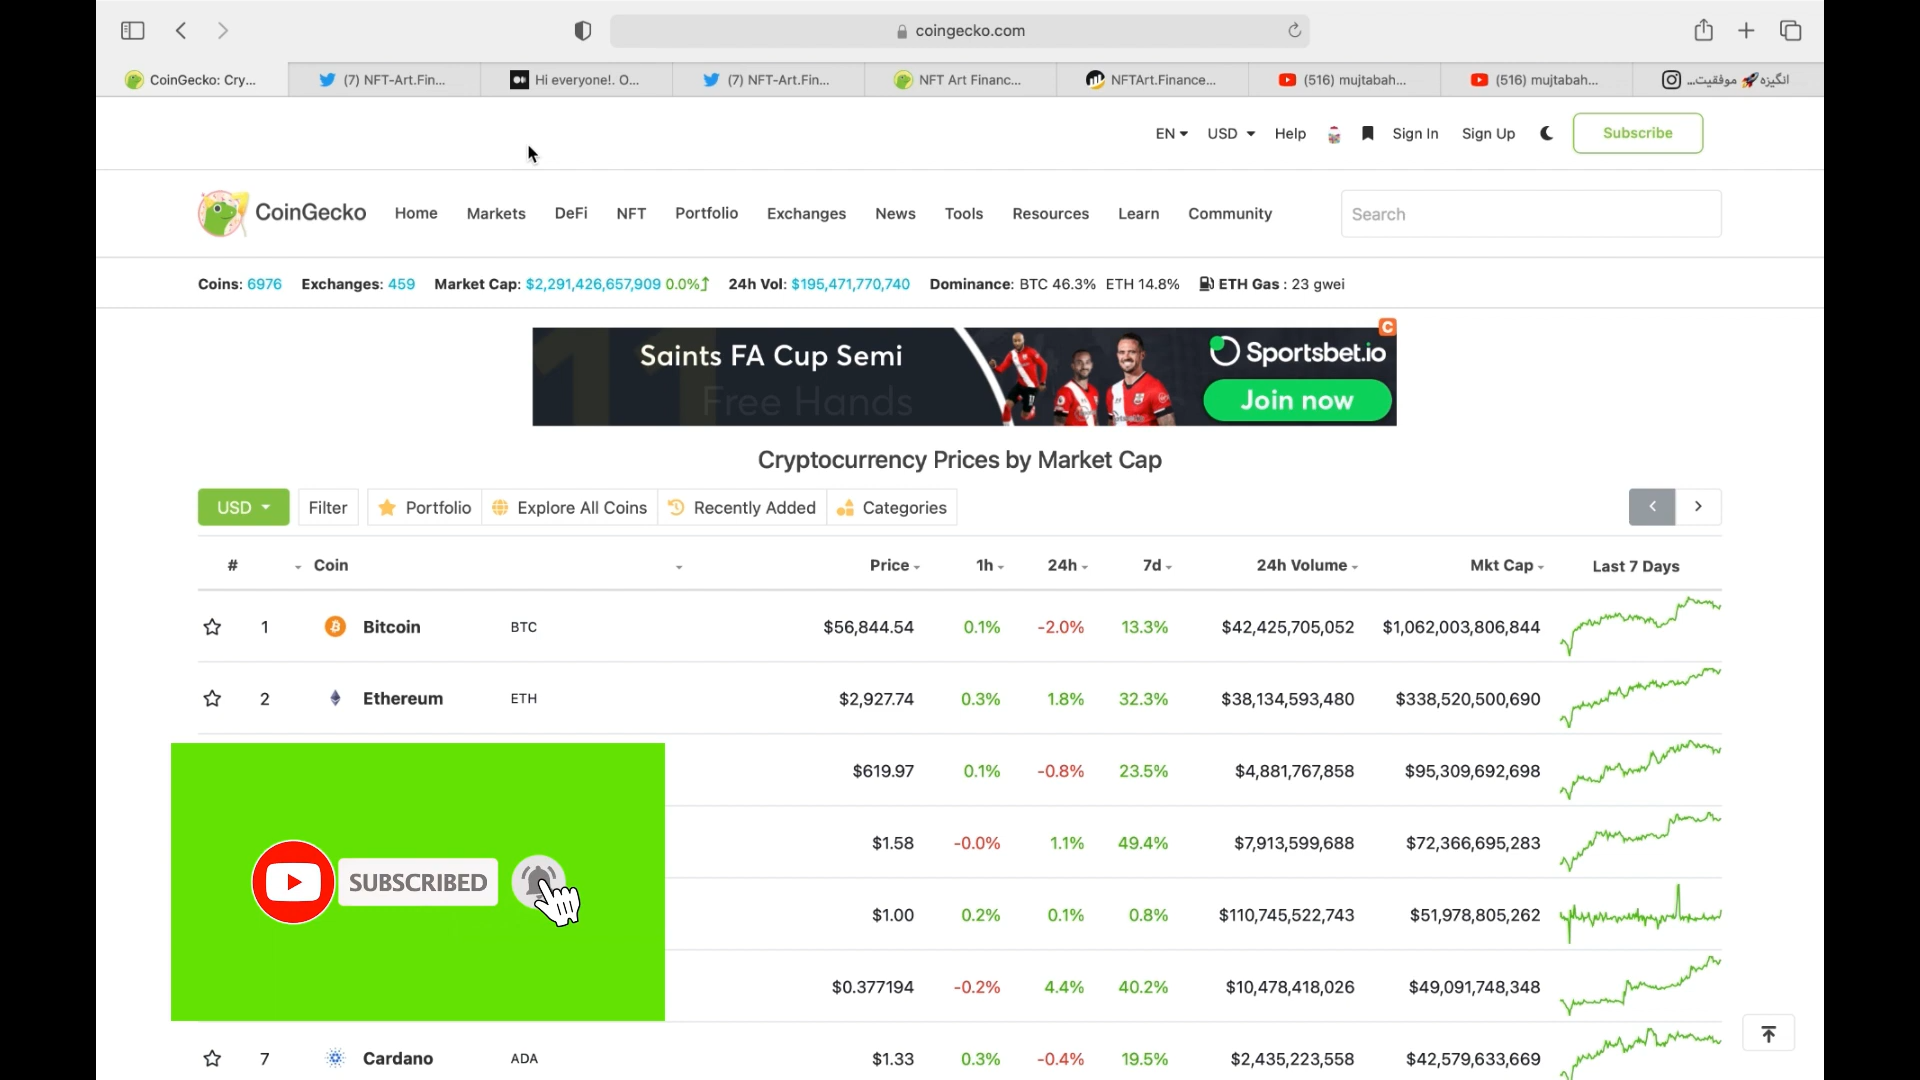 coingecko.com
CoinGecko: Cry...
(7) NFT-Art.Fin...
Hi everyone!. O...
(7) NFT-Art.Fin...
NFT Art Financ...
NFTArt.Finance...
(516) mujtabah...
(516) mujtabah...
انگیزه🚀 موفقیت...
EN USD Help Sign In Sign Up Subscribe
CoinGecko Home Markets DeFi NFT Portfolio Exchanges News Tools Resources Learn Community Search
Coins: 6976 Exchanges: 459 Market Cap: $2,291,426,657,909 0.0% 24h Vol: $195,471,770,740 Dominance: BTC 46.3% ETH 14.8% ETH Gas : 23 gwei
Saints FA Cup Semi
Free Hands
Sportsbet.io
Join now
C
Cryptocurrency Prices by Market Cap
USD Filter Portfolio Explore All Coins Recently Added Categories
# Coin Price 1h 24h 7d 24h Volume Mkt Cap Last 7 Days
1 Bitcoin BTC $56,844.54 0.1% -2.0% 13.3% $42,425,705,052 $1,062,003,806,844
2 Ethereum ETH $2,927.74 0.3% 1.8% 32.3% $38,134,593,480 $338,520,500,690
$619.97 0.1% -0.8% 23.5% $4,881,767,858 $95,309,692,698
$1.58 -0.0% 1.1% 49.4% $7,913,599,688 $72,366,695,283
SUBSCRIBED
$1.00 0.2% 0.1% 0.8% $110,745,522,743 $51,978,805,262
$0.377194 -0.2% 4.4% 40.2% $10,478,418,026 $49,091,748,348
7 Cardano ADA $1.33 0.3% -0.4% 19.5% $2,435,223,558 $42,579,633,669